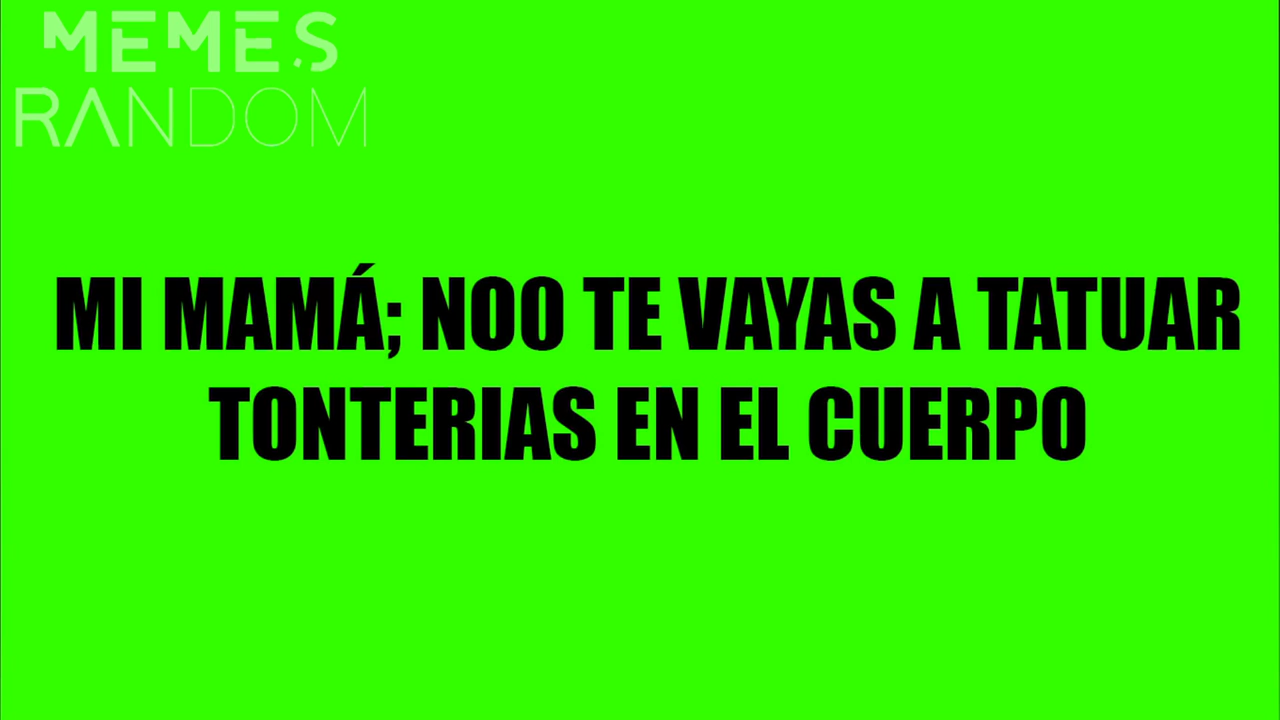 MEMES
RANDOM
MI MAMÁ; NOO TE VAYAS A TATUAR
TONTERIAS EN EL CUERPO